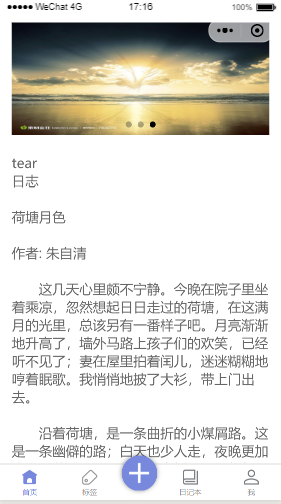 WeChat 4G
17:16
100%
tear
日志
荷塘月色
作者: 朱自清
这几天心里颇不宁静。今晚在院子里坐
着乘凉，忽然想起日日走过的荷塘，在这满
月的光里，总该另有一番样子吧。月亮渐渐
地升高了，墙外马路上孩子们的欢笑，已经
听不见了；妻在屋里拍着闰儿，迷迷糊糊地
哼着眠歌。我悄悄地披了大衫，带上门出
去。
沿着荷塘，是一条曲折的小煤屑路。这
是一条幽僻的路；白天也少人走，夜晚更加
首页
标签
日记本
我